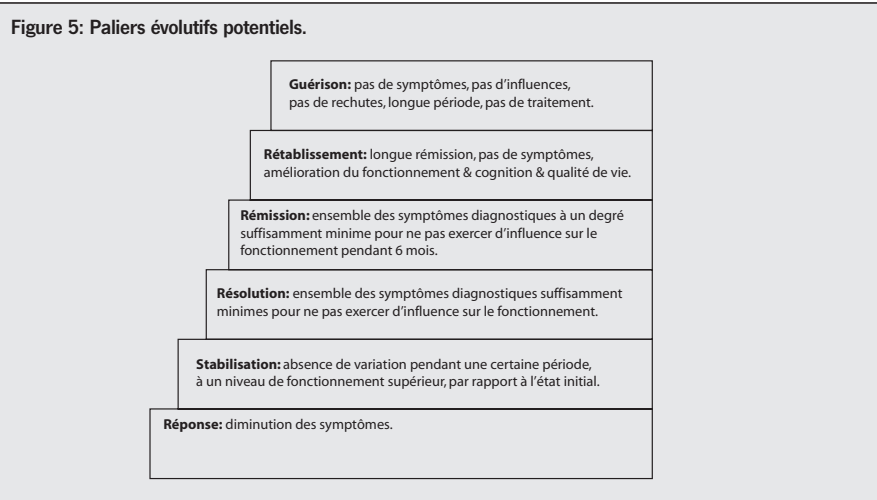 Figure 5: Paliers évolutifs potentiels.
Guérison: pas de symptômes, pas d'influences,
pas de rechutes, longue période, pas de traitement.
Rétablissement: longue rémission, pas de symptômes,
amélioration du fonctionnement & cognition & qualité de vie.
Rémission: ensemble des symptômes diagnostiques à un degré
suffisamment minime pour ne pas exercer d'influence sur le
fonctionnement pendant 6 mois.
Résolution: ensemble des symptômes diagnostiques suffisamment
minimes pour ne pas exercer d'influence sur le fonctionnement.
Stabilisation: absence de variation pendant une certaine période,
à un niveau de fonctionnement supérieur, par rapport à l'état initial.
Réponse: diminution des symptômes.